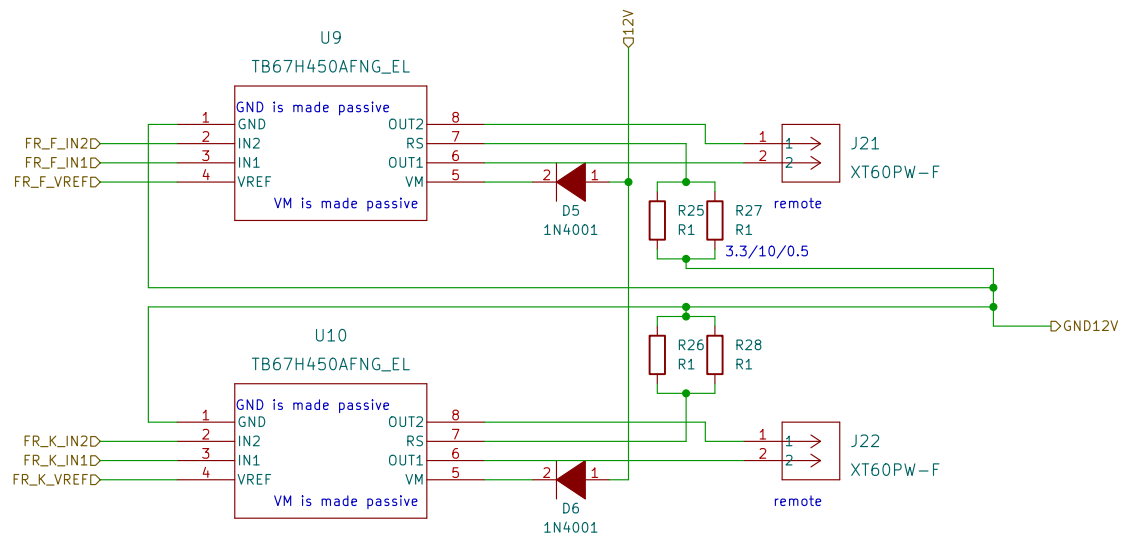 12V
U9
TB67H450AFNG_EL
GND is made passive
1 GND OUT2 8
FR_F_IN2 2 IN2 RS 7 1 1 J21
FR_F_IN1 3 IN1 OUT1 6 2 2 XT60PW-F
FR_F_VREF 4 VREF VM 5 2 1
VM is made passive D5 R25 R27 remote
1N4001 R1 R1
3.3/10/0.5
GND12V
U10 R26 R28
TB67H450AFNG_EL R1 R1
GND is made passive
1 GND OUT2 8
FR_K_IN2 2 IN2 RS 7 1 1 J22
FR_K_IN1 3 IN1 OUT1 6 2 2 XT60PW-F
FR_K_VREF 4 VREF VM 5 2 1
VM is made passive D6 remote
1N4001